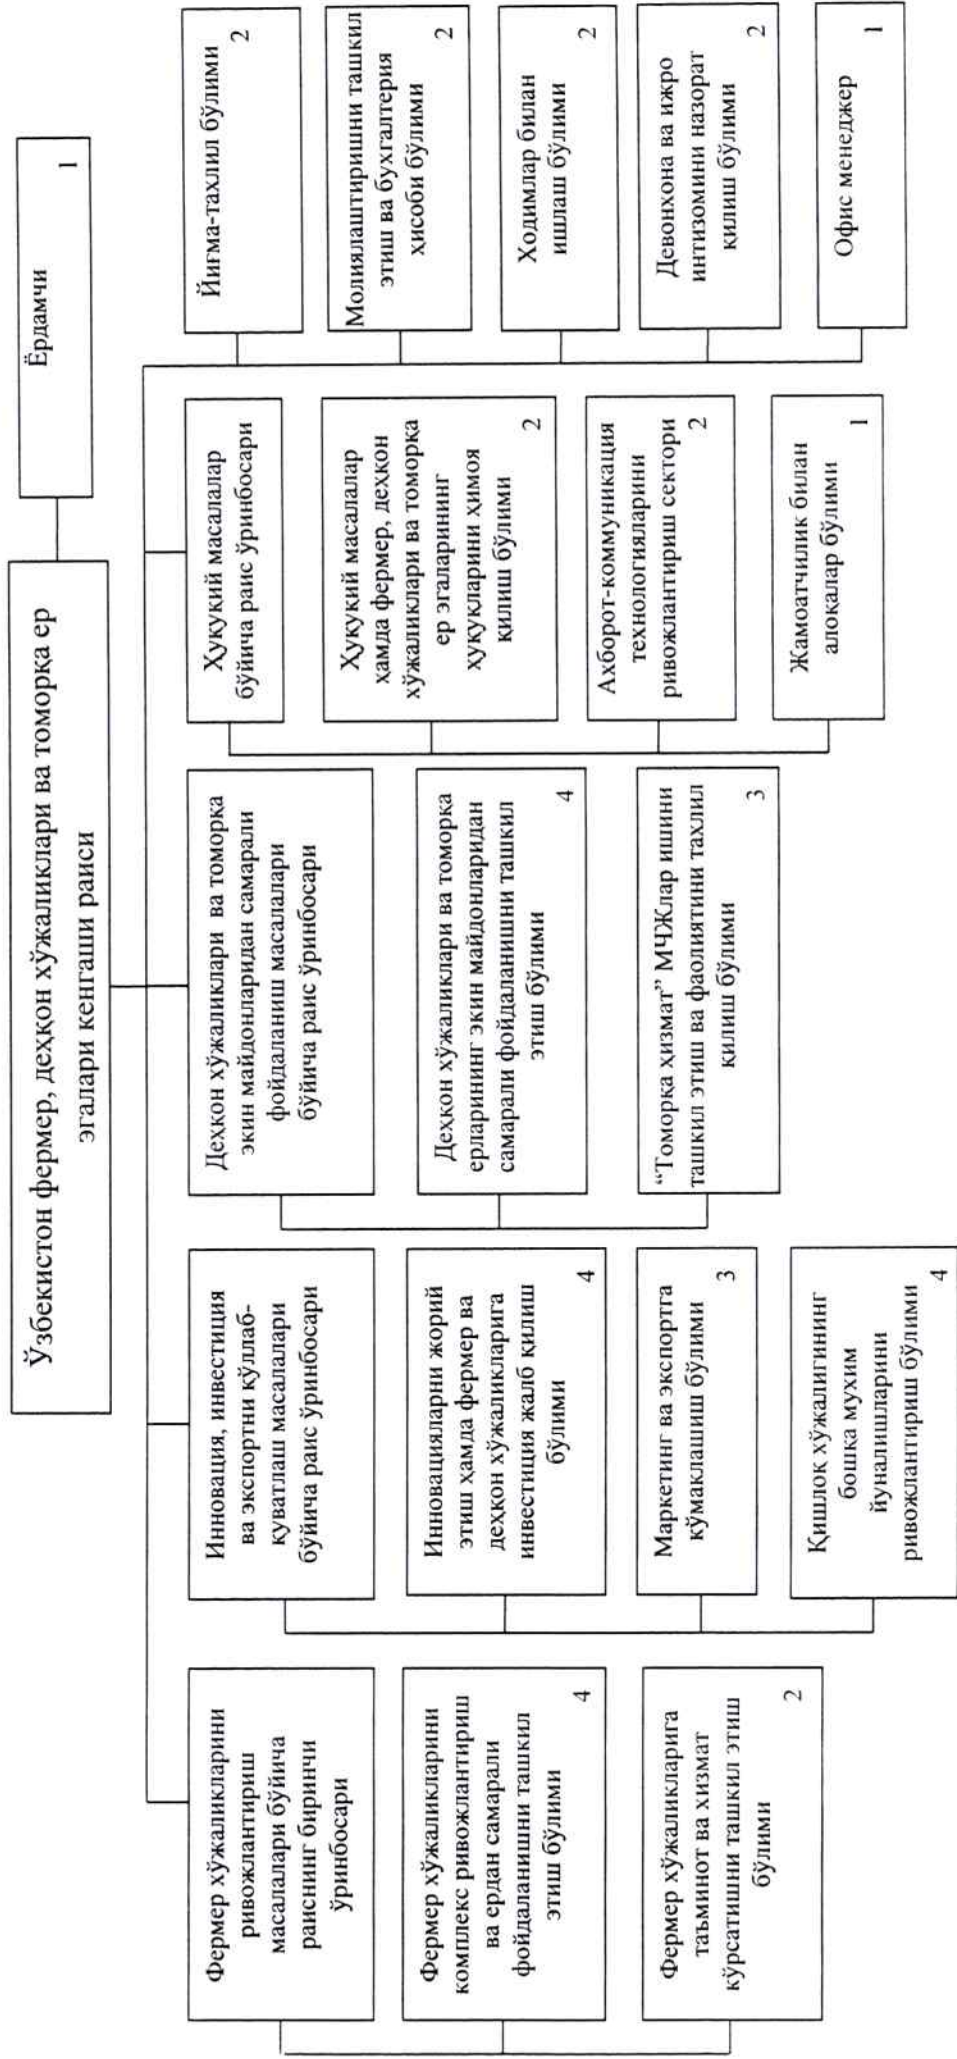 Ўзбекистон фермер, деҳқон хўжаликлари ва томорқа ер
эгалари кенгаши раиси
Ёрдамчи
1
Фермер хўжаликларини
ривожлантириш
масалалари бўйича
раиснинг биринчи
ўринбосари
Фермер хўжаликларини
комплекс ривожлантириш
ва ердан самарали
фойдаланишни ташкил
этиш бўлими
4
Фермер хўжаликларига
таъминот ва хизмат
кўрсатишни ташкил этиш
бўлими
2
Инновация, инвестиция
ва экспортни қўллаб-
қуватлаш масалалари
бўйича раис ўринбосари
Инновацияларни жорий
этиш ҳамда фермер ва
деҳқон хўжаликларига
инвестиция жалб қилиш
бўлими
4
Маркетинг ва экспортга
кўмаклашиш бўлими
3
Қишлоқ хўжалигининг
бошка мухим
йуналишларини
ривожлантириш бўлими
4
Деҳқон хўжаликлари ва томорка
экин майдонларидан самарали
фойдаланиш масалалари
бўйича раис ўринбосари
Деҳқон хўжаликлари ва томорқа
ерларининг экин майдонларидан
самарали фойдаланишни ташкил
этиш бўлими
4
“Томорқа ҳизмат” МЧЖлар ишини
ташкил этиш ва фаолиятини тахлил
қилиш бўлими
3
Ҳуқуқий масалалар
бўйича раис ўринбосари
Ҳуқуқий масалалар
ҳамда фермер, деҳқон
хўжаликлари ва томорқа
ер эгаларининг
ҳуқуқларини ҳимоя
қилиш бўлими
2
Ахборот-коммуникация
технологияларини
ривожлантириш сектори
2
Жамоатчилик билан
алоқалар бўлими
1
Йиғма-тахлил бўлими
2
Молиялаштиришни ташкил
этиш ва бухгалтерия
ҳисоби бўлими
2
Ходимлар билан
ишлаш бўлими
2
Девонхона ва ижро
интизомини назорат
қилиш бўлими
2
Офис менеджер
1